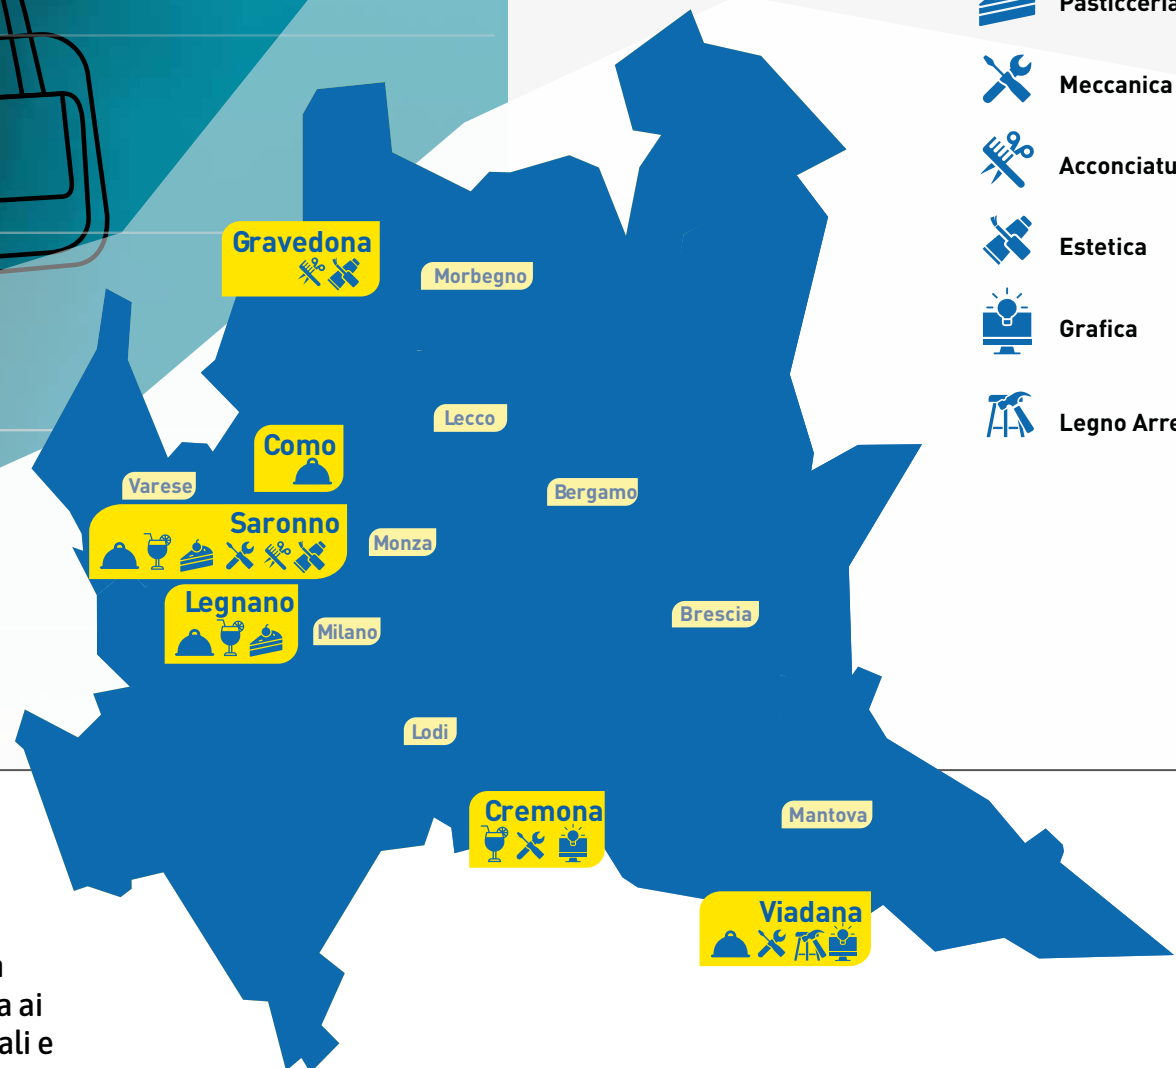 Pasticceria
Meccanica
Acconciatu
Estetica
Grafica
Legno Arre
Gravedona
Morbegno
Lecco
Como
Varese
Bergamo
Saronno
Monza
Legnano
Milano
Brescia
Lodi
Cremona
Mantova
Viadana
a ai
ali e